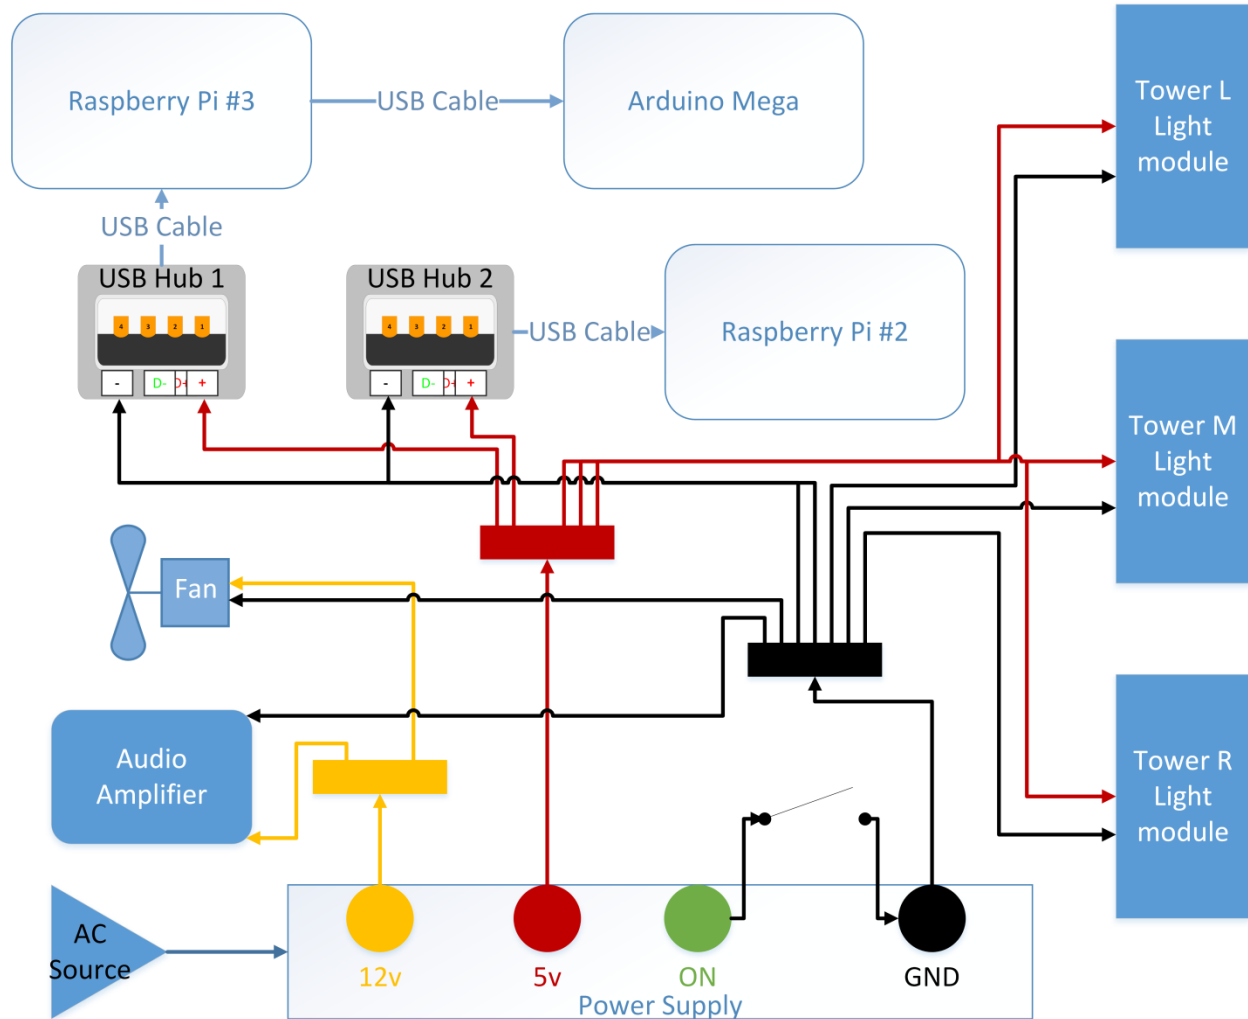 Raspberry Pi #3
USB Cable
Arduino Mega
Tower L
Light
module
USB Cable
USB Hub 1
4 3 2 1
- D- D+ +
USB Hub 2
4 3 2 1
- D- D+ +
USB Cable
Raspberry Pi #2
Tower M
Light
module
Fan
Audio
Amplifier
Tower R
Light
module
AC
Source
12v
5v
ON
GND
Power Supply